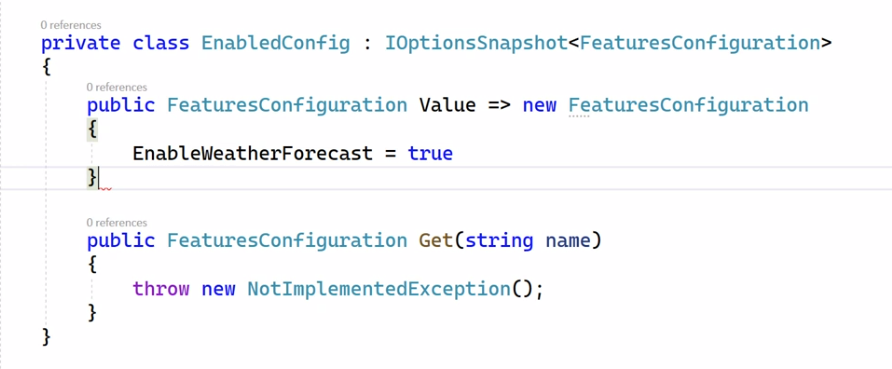 0 references
private class EnabledConfig : IOptionsSnapshot<FeaturesConfiguration>
{
0 references
public FeaturesConfiguration Value => new FeaturesConfiguration
{
EnableWeatherForecast = true
}
0 references
public FeaturesConfiguration Get(string name)
{
throw new NotImplementedException();
}
}